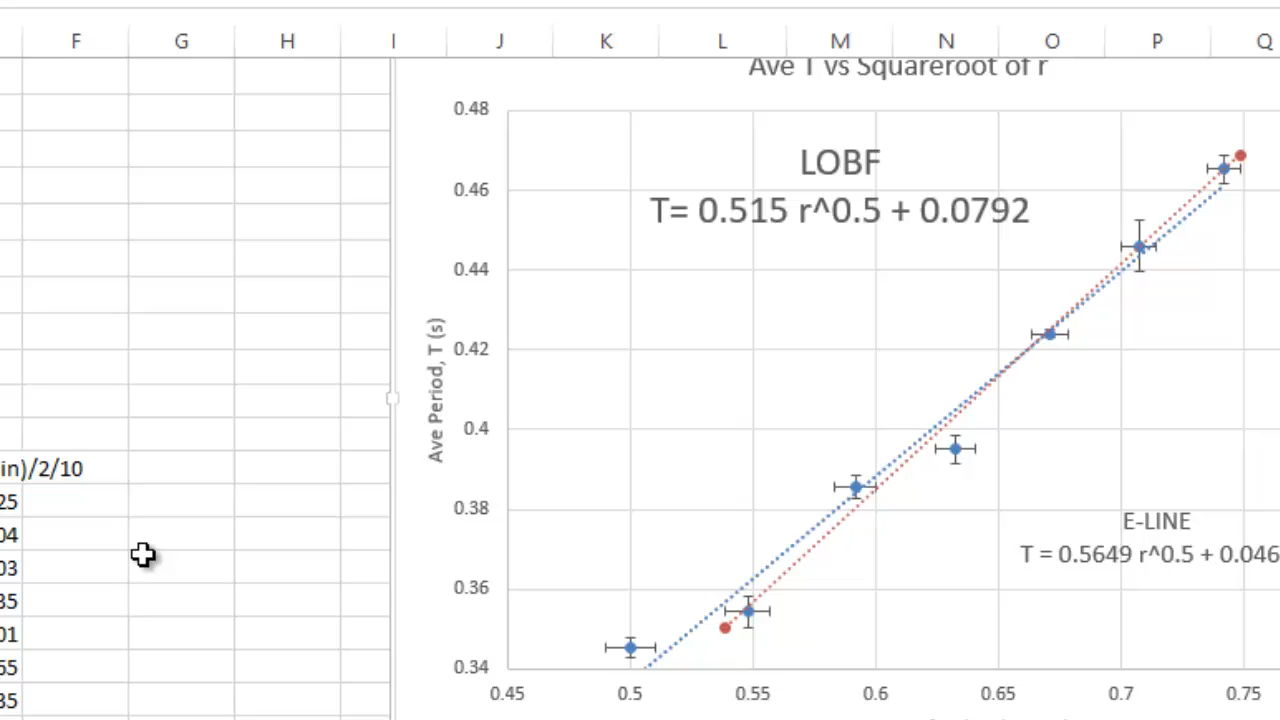 F G H I J K L M N O P Q
Ave T vs Squareroot of r
0.48
LOBF
T= 0.515 r^0.5 + 0.0792
0.46
0.44
0.42
Ave Period, T (s)
0.4
in)/2/10
25
0.38
04
E-LINE
T = 0.5649 r^0.5 + 0.046
03
0.36
35
01
55
0.34
35
0.45 0.5 0.55 0.6 0.65 0.7 0.75